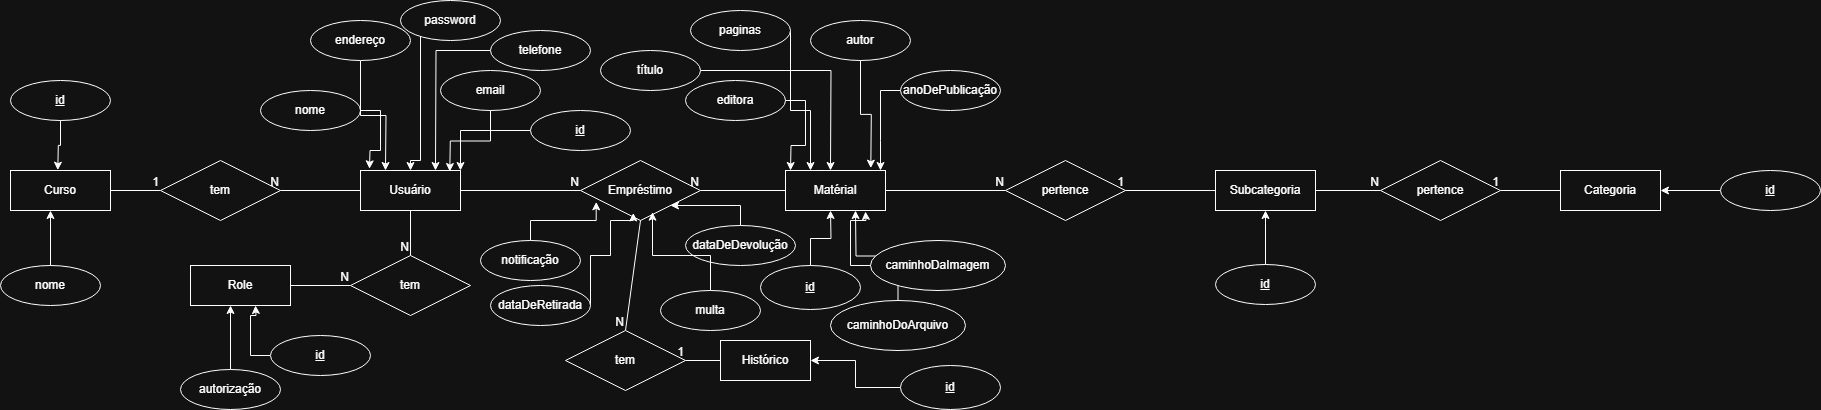 password
endereço
paginas
autor
telefone
título
email
anoDePublicação
id
editora
nome
id
Curso
1
tem
N
Usuário
N
Empréstimo
N
Matérial
N
pertence
1
Subcategoria
N
pertence
1
Categoria
id
N
dataDeDevolução
notificação
caminhoDaImagem
Role
N
tem
nome
id
id
dataDeRetirada
multa
N
caminhoDoArquivo
id
1
tem
Histórico
autorização
id